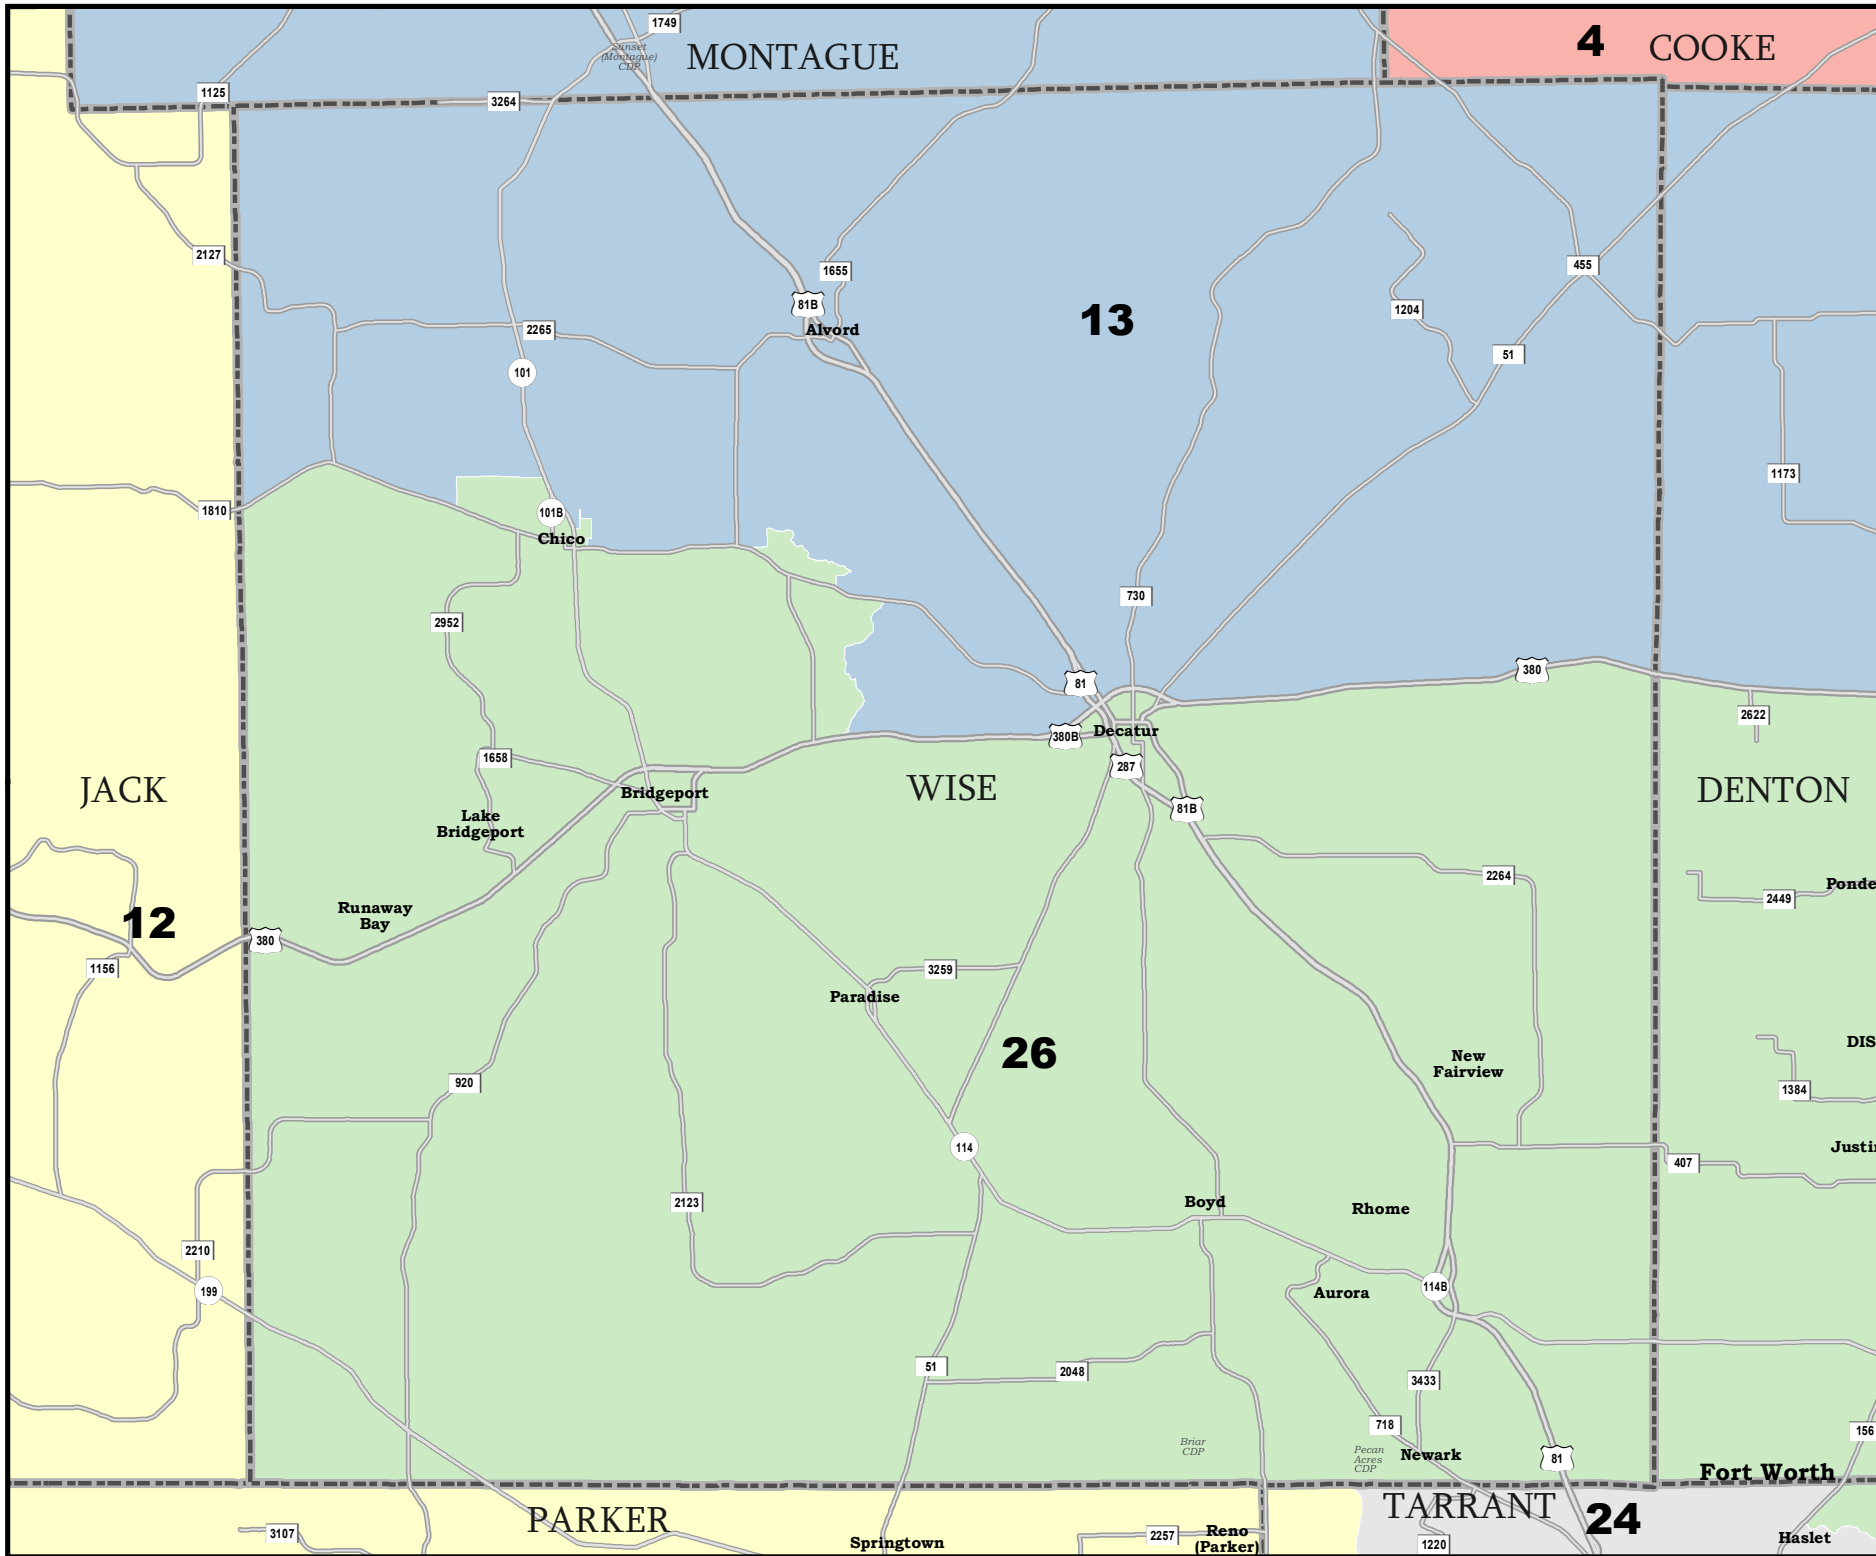 1749
Sunset
(Montague)
CDP
MONTAGUE
4
COOKE
1125
3264
2127
455
1655
81B
1204
13
2265
Alvord
51
101
1173
1810
101B
Chico
730
2952
380
81
2622
380B
Decatur
1658
287
JACK
WISE
DENTON
Bridgeport
81B
Lake
Bridgeport
2264
Ponde
2449
Runaway
Bay
12
380
1156
3259
Paradise
DIS
26
New
Fairview
920
1384
114
Justi
407
2123
Boyd
Rhome
2210
199
114B
Aurora
51
2048
3433
718
156
Briar
CDP
Pecan
Acres
CDP
Newark
81
Fort Worth
TARRANT
24
PARKER
3107
2257
Reno
(Parker)
Springtown
1220
Haslet